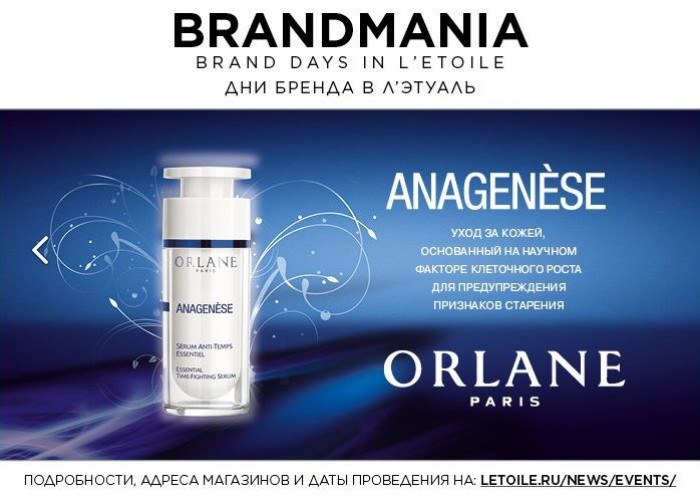 BRANDMANIA
BRAND DAYS IN L'ETOILE
ДНИ БРЕНДА В Л'ЭТУАЛЬ
ANAGENÈSE
УХОД ЗА КОЖЕЙ,
ОСНОВАННЫЙ НА НАУЧНОМ
ФАКТОРЕ КЛЕТОЧНОГО РОСТА
ДЛЯ ПРЕДУПРЕЖДЕНИЯ
ПРИЗНАКОВ СТАРЕНИЯ
ORLANE
PARIS
ORLANE
PARIS
ANAGENÈSE
SÉRUM ANTI-TEMPS
ESSENTIEL
ESSENTIAL
TIME-FIGHTING SERUM
ПОДРОБНОСТИ, АДРЕСА МАГАЗИНОВ И ДАТЫ ПРОВЕДЕНИЯ НА: LETOILE.RU/NEWS/EVENTS/